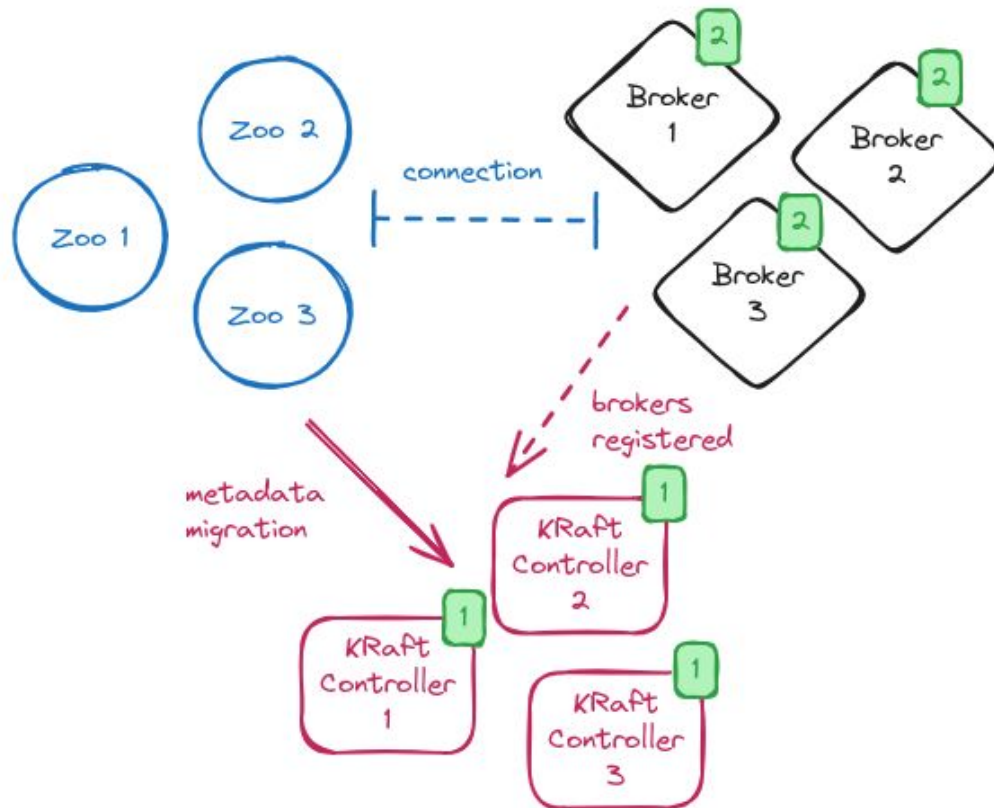 Zoo 1
Zoo 2
Zoo 3
connection
2
Broker
1
2
Broker
2
2
Broker
3
brokers
registered
metadata
migration
1
KRaft
Controller
2
1
KRaft
Controller
1
1
KRaft
Controller
3